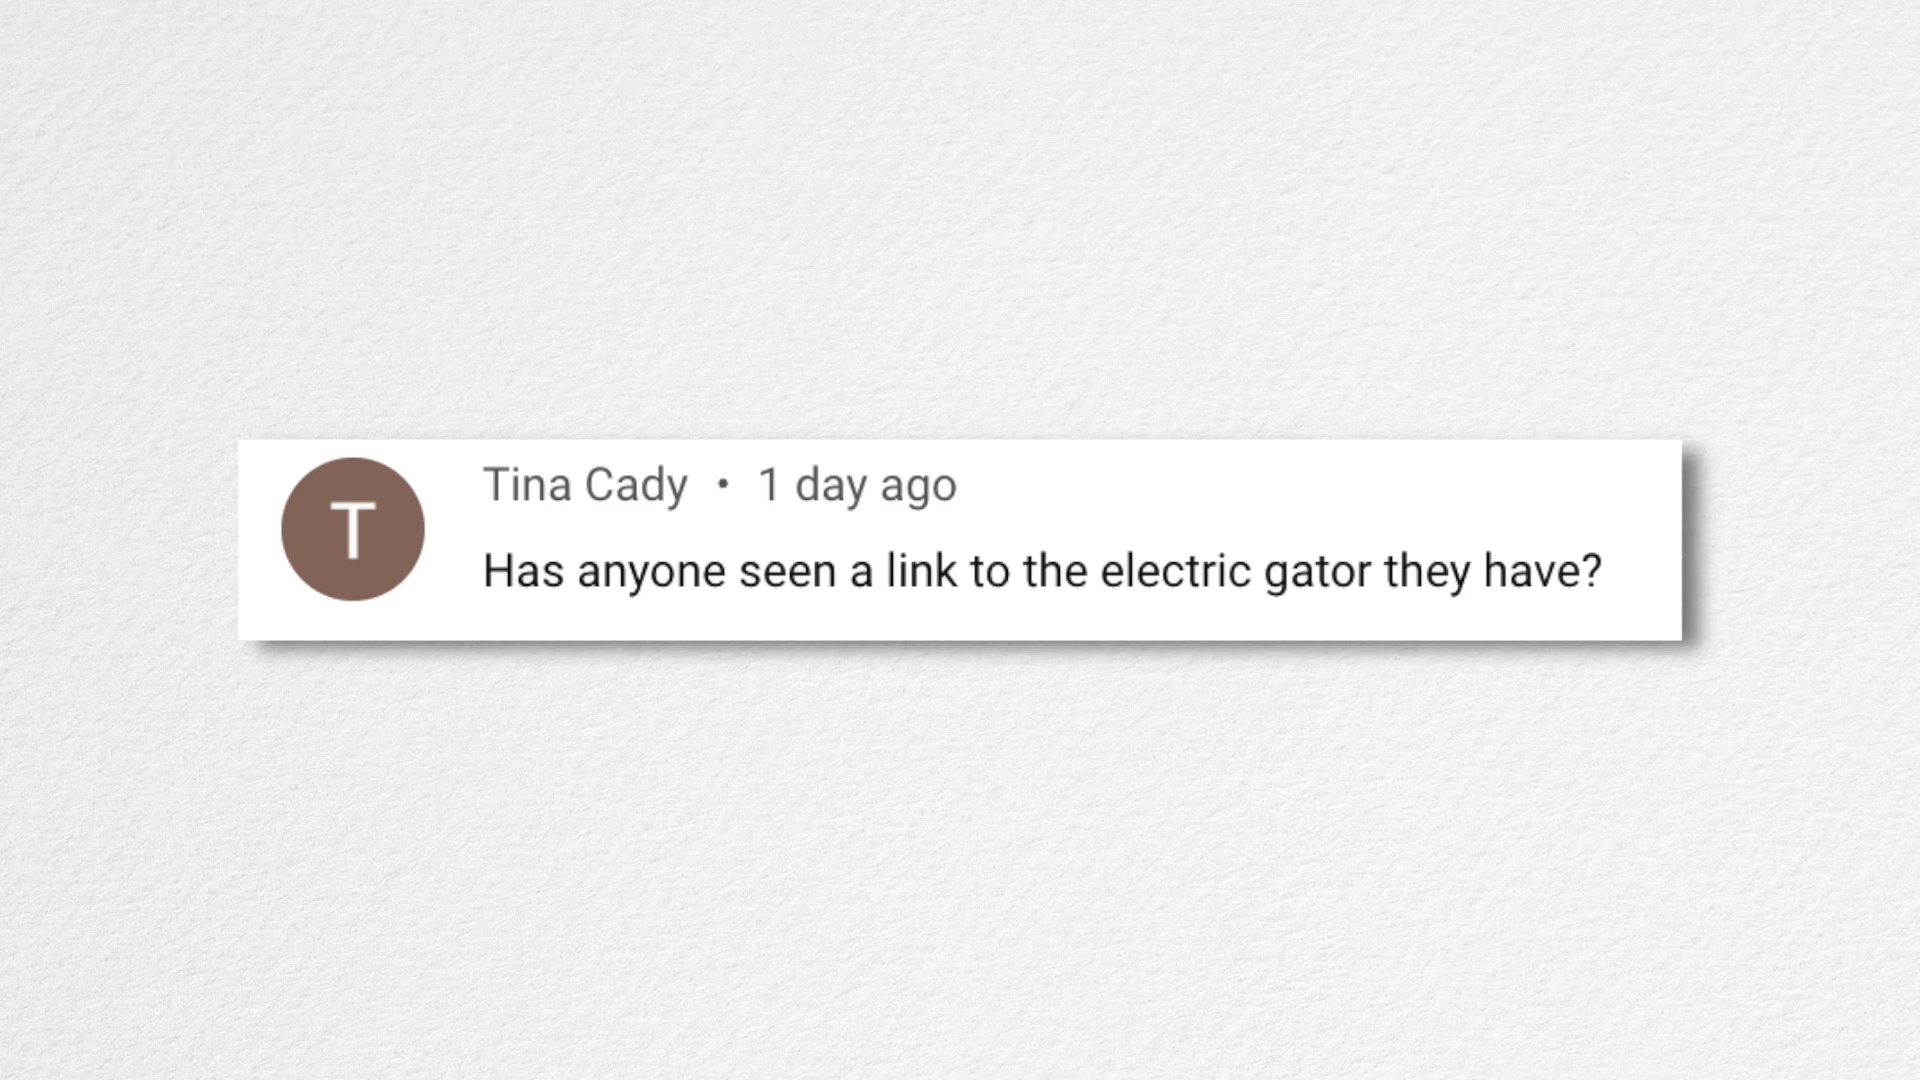 T
Tina Cady • 1 day ago
Has anyone seen a link to the electric gator they have?